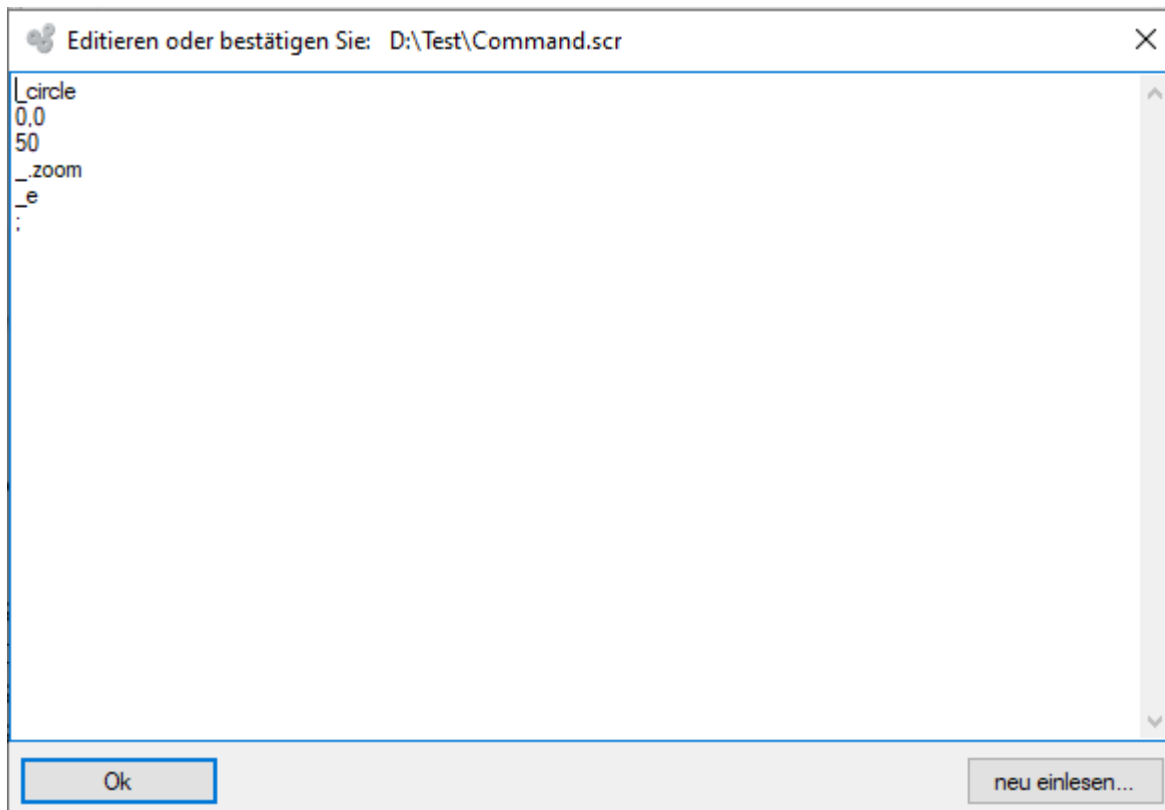 Editieren oder bestätigen Sie: D:\Test\Command.scr
_circle
0,0
50
_.zoom
_e
;
Ok
neu einlesen...